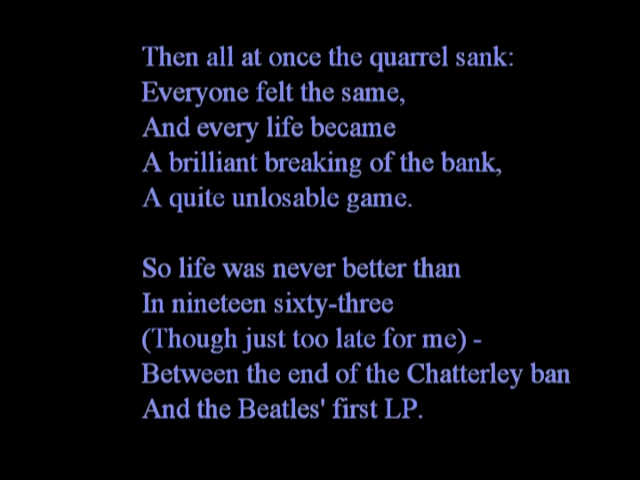 Then all at once the quarrel sank:
Everyone felt the same,
And every life became
A brilliant breaking of the bank,
A quite unlosable game.

So life was never better than
In nineteen sixty-three
(Though just too late for me) -
Between the end of the Chatterley ban
And the Beatles' first LP.